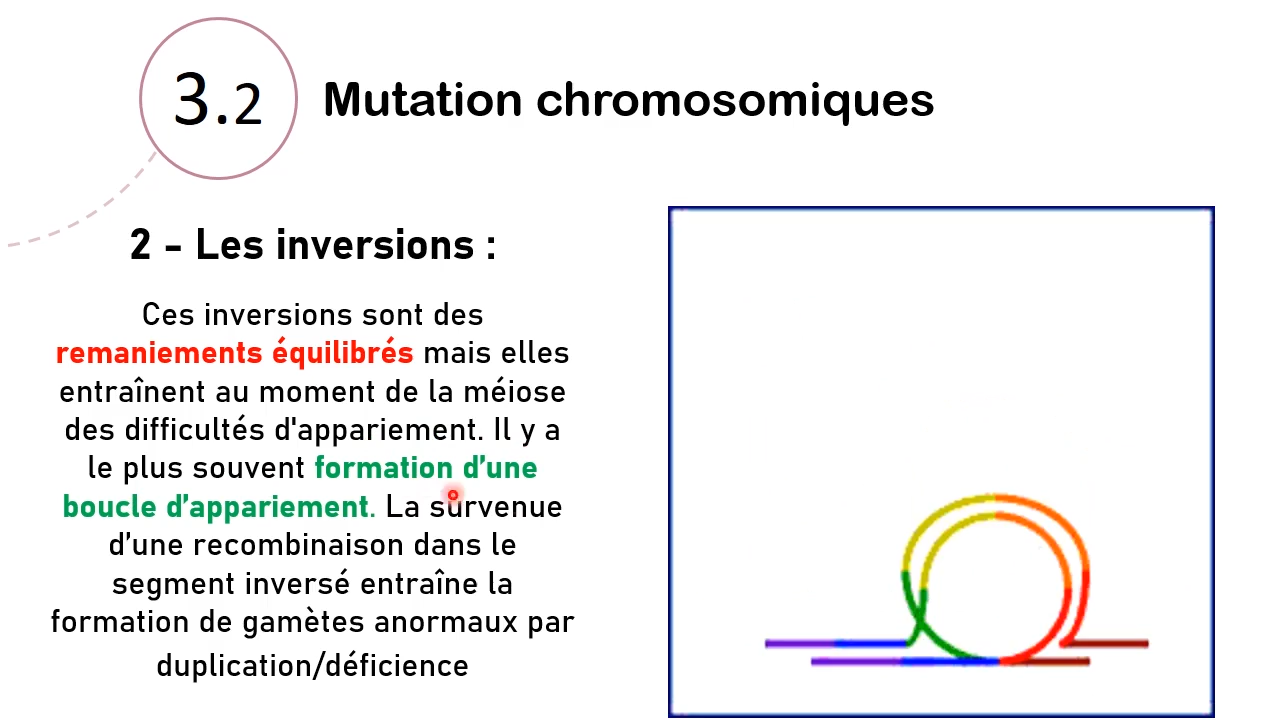 3.2
Mutation chromosomiques
2 - Les inversions :
Ces inversions sont des
remaniements équilibrés mais elles
entraînent au moment de la méiose
des difficultés d'appariement. Il y a
le plus souvent formation d’une
boucle d’appariement. La survenue
d’une recombinaison dans le
segment inversé entraîne la
formation de gamètes anormaux par
duplication/déficience